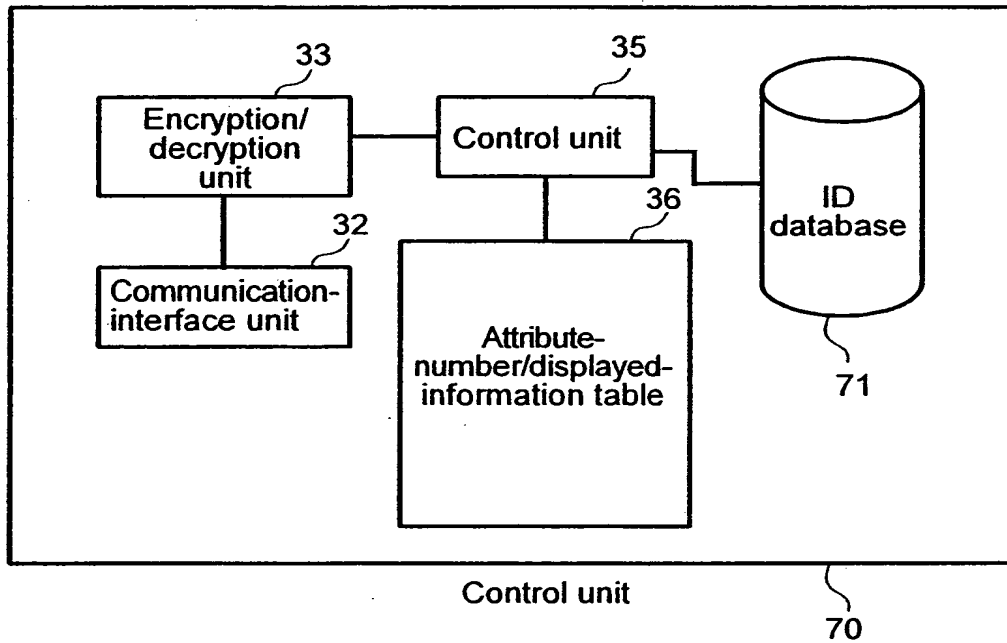 33
Encryption/
decryption
unit
35
Control unit
ID
database
71
32
Communication-
interface unit
36
Attribute-
number/displayed-
information table
Control unit
70